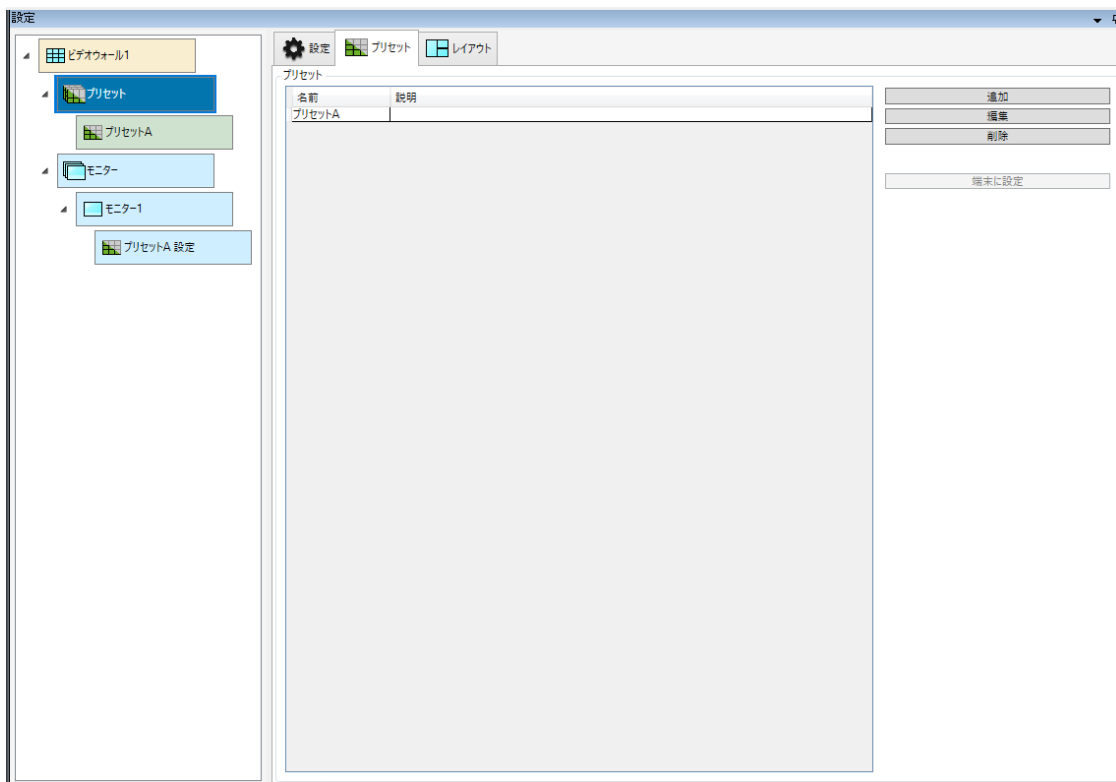 設定
ビデオウォール1
プリセット
プリセットA
モニター
モニター1
プリセットA 設定
設定
プリセット
レイアウト
プリセット
名前 説明
プリセットA
追加
編集
削除
端末に設定